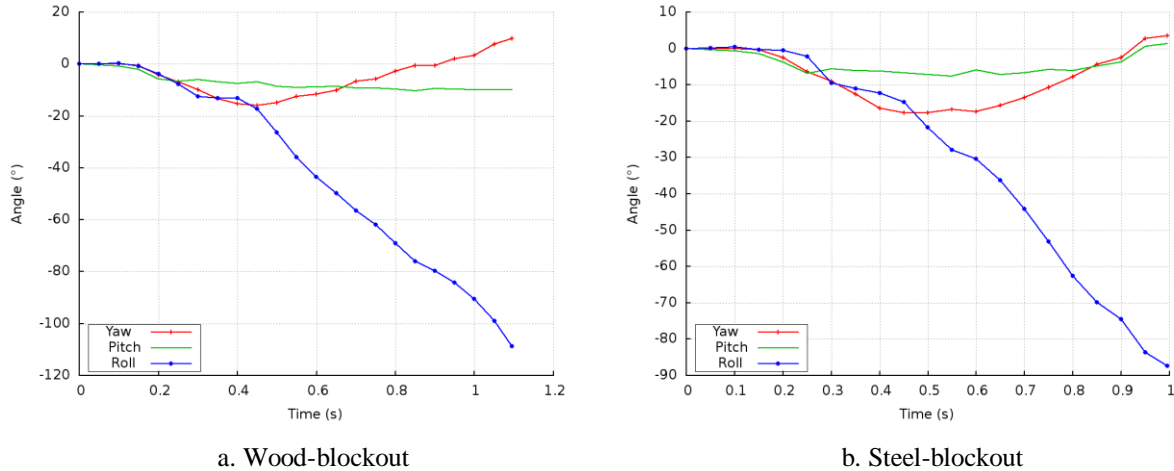 20
0
-20
-40
-60
-80
-100
-120
Angle (°)
0 0.2 0.4 0.6 0.8 1 1.2
Time (s)
Yaw
Pitch
Roll
a. Wood-blockout
10
0
-10
-20
-30
-40
-50
-60
-70
-80
-90
Angle (°)
0 0.1 0.2 0.3 0.4 0.5 0.6 0.7 0.8 0.9 1
Time (s)
Yaw
Pitch
Roll
b. Steel-blockout